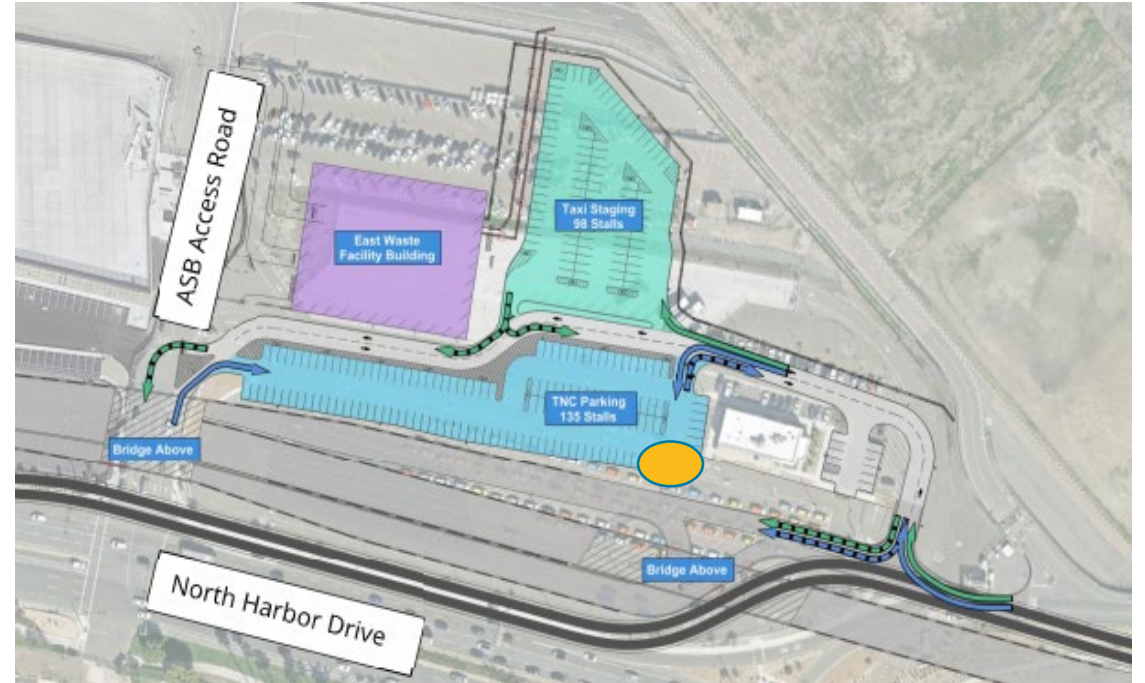 ASB Access Road
Taxi Staging
98 Stalls
East Waste
Facility Building
TNC Parking
135 Stalls
Bridge Above
Bridge Above
North Harbor Drive